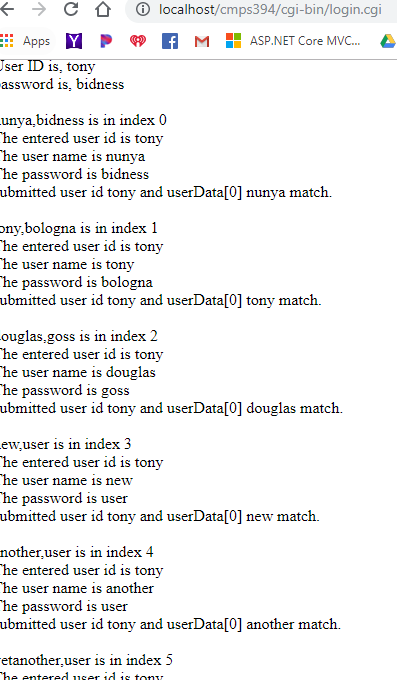 localhost/cmps394/cgi-bin/login.cgi
Apps
ASP.NET Core MVC...
User ID is, tony
password is, bidness
nunya,bidness is in index 0
The entered user id is tony
The user name is nunya
The password is bidness
submitted user id tony and userData[0] nunya match.
tony,bologna is in index 1
The entered user id is tony
The user name is tony
The password is bologna
submitted user id tony and userData[0] tony match.
douglas,goss is in index 2
The entered user id is tony
The user name is douglas
The password is goss
submitted user id tony and userData[0] douglas match.
new,user is in index 3
The entered user id is tony
The user name is new
The password is user
submitted user id tony and userData[0] new match.
another,user is in index 4
The entered user id is tony
The user name is another
The password is user
submitted user id tony and userData[0] another match.
yetanother,user is in index 5
The entered user id is tony